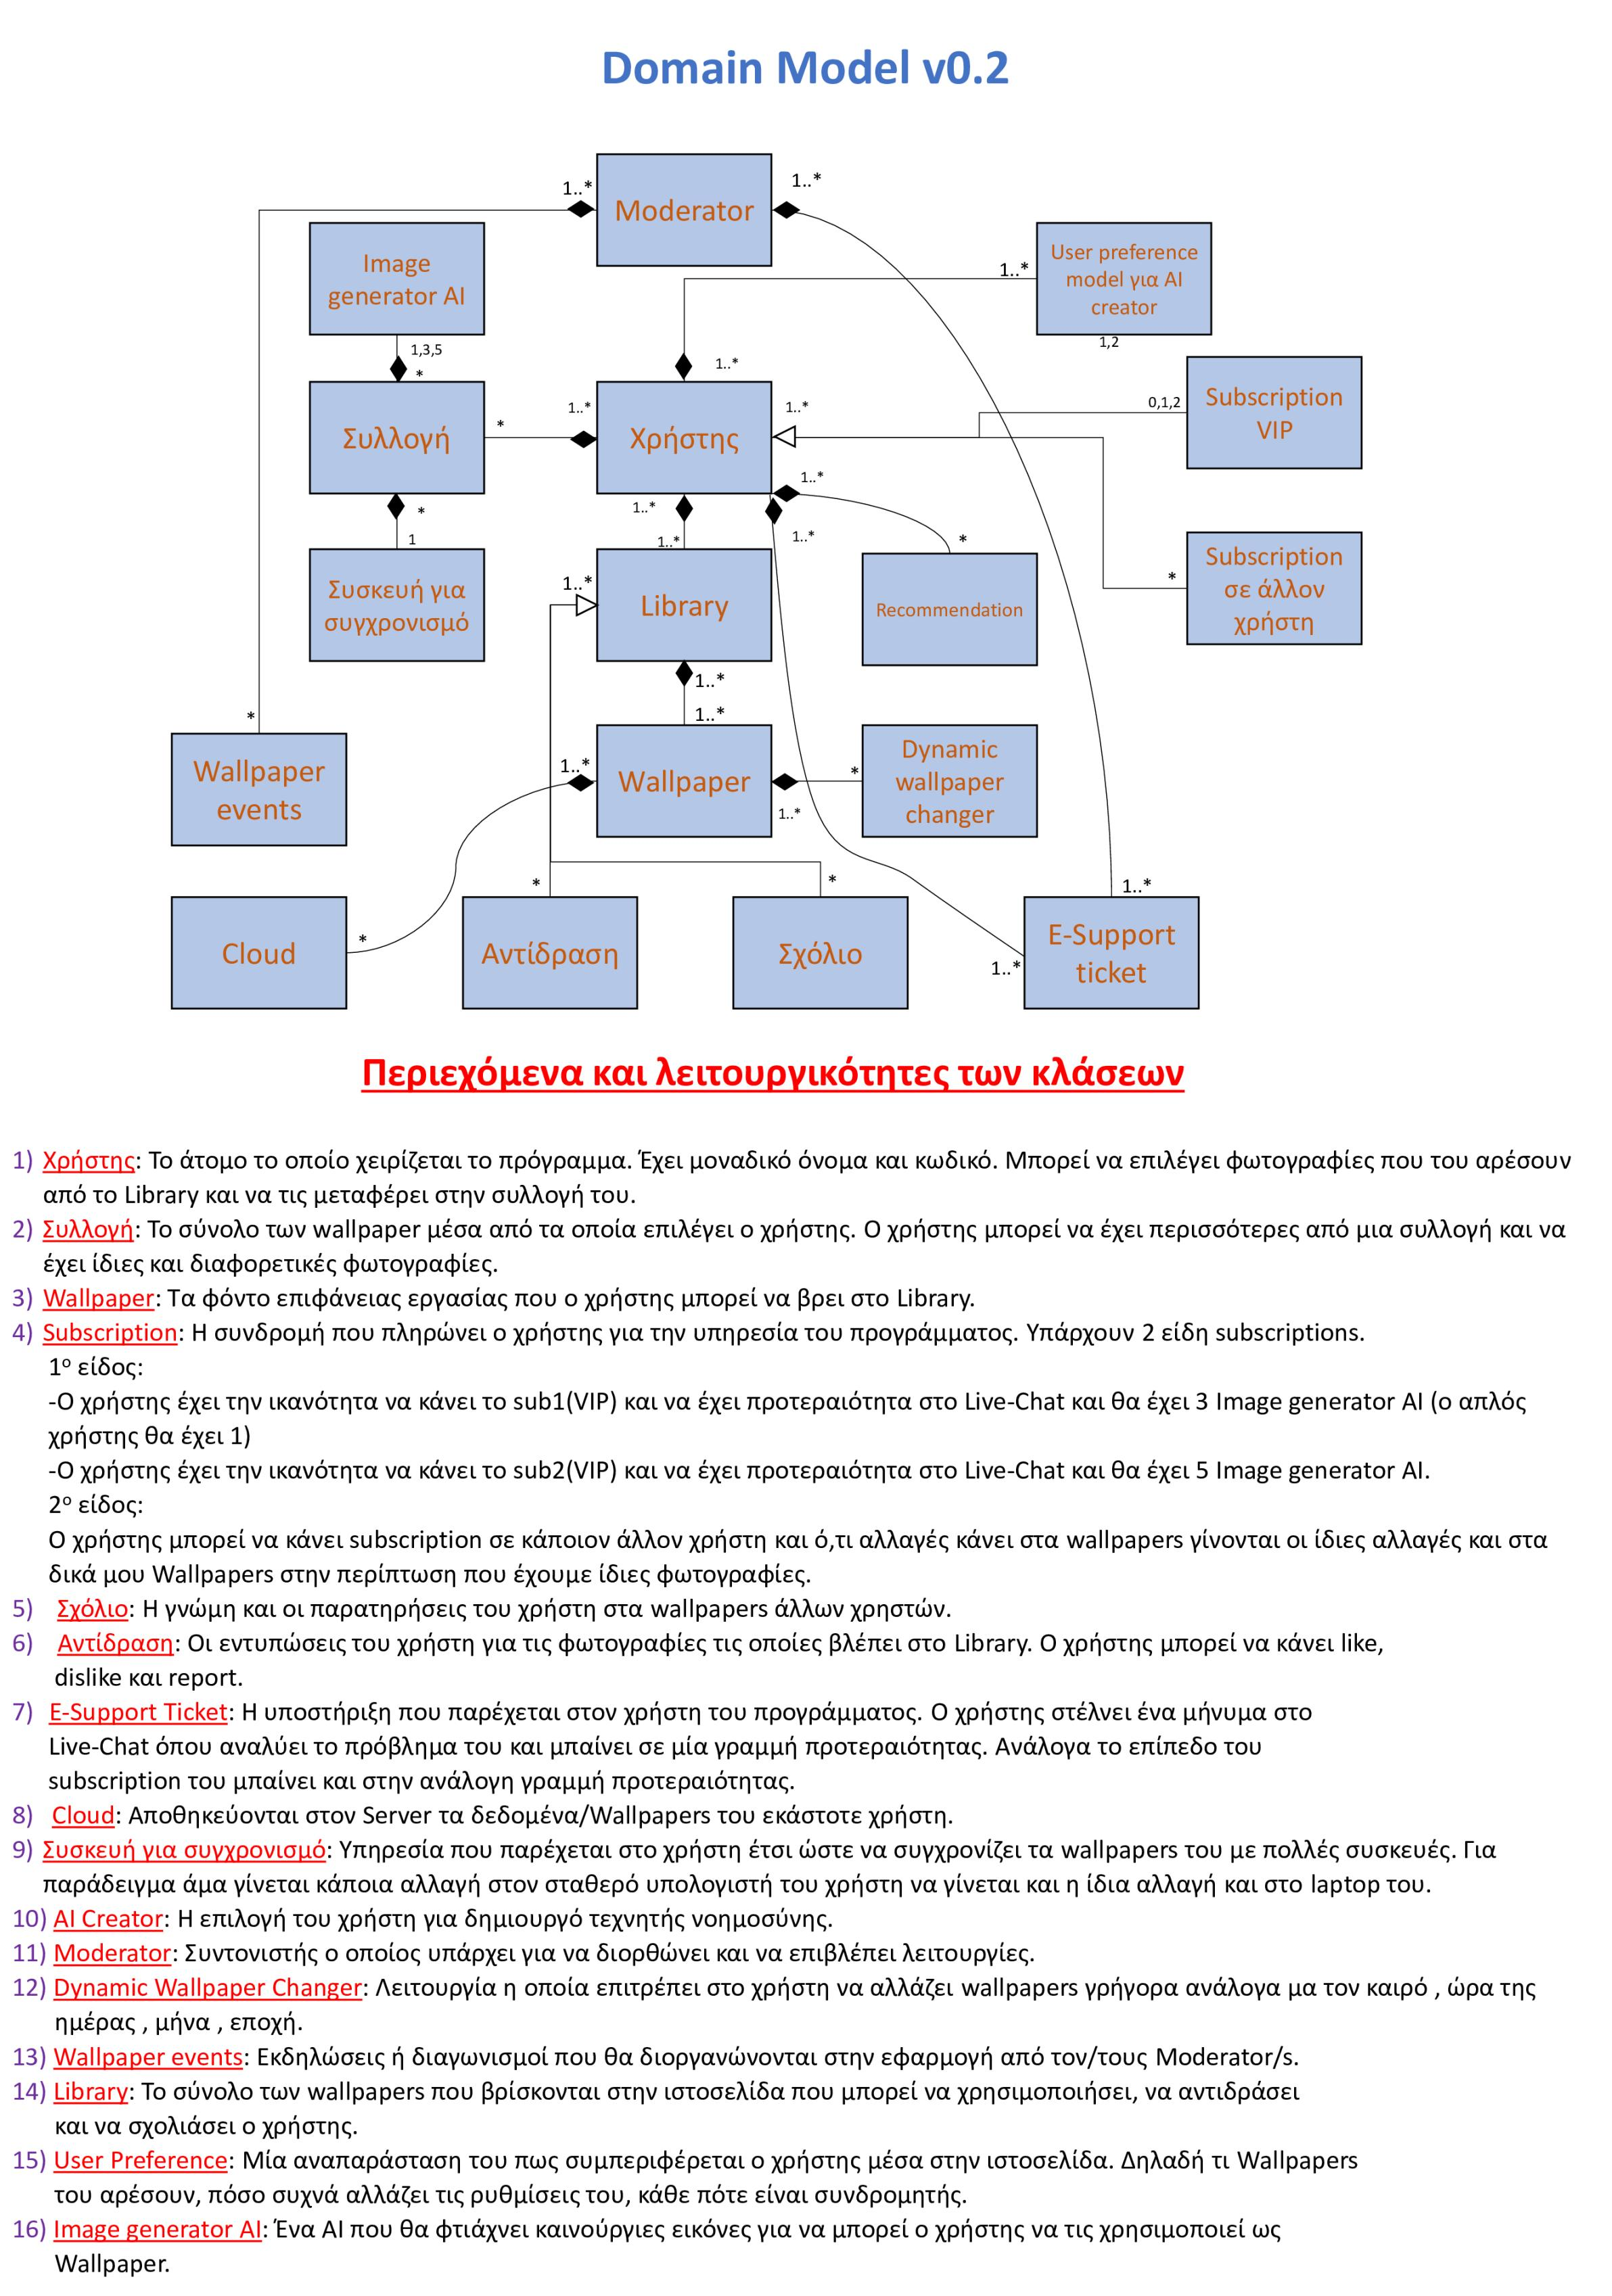 Domain Model v0.2
1..*
Moderator
1..*
Image
generator AI
1..*
User preference
model για AI
creator
1,3,5
*
1..*
1,2
Συλλογή
*
1..*
Χρήστης
1..*
0,1,2
Subscription
VIP
*
1
1..*
1..*
1..*
1..*
*
Συσκευή για
συγχρονισμό
1..*
Library
Recommendation
*
Subscription
σε άλλον
χρήστη
1..*
1..*
*
Wallpaper
events
1..*
Wallpaper
1..*
*
Dynamic
wallpaper
changer
Cloud
*
*
Αντίδραση
*
Σχόλιο
1..*
1..*
E-Support
ticket
Περιεχόμενα και λειτουργικότητες των κλάσεων
1) Χρήστης: Το άτομο το οποίο χειρίζεται το πρόγραμμα. Έχει μοναδικό όνομα και κωδικό. Μπορεί να επιλέγει φωτογραφίες που του αρέσουν
από το Library και να τις μεταφέρει στην συλλογή του.
2) Συλλογή: Το σύνολο των wallpaper μέσα από τα οποία επιλέγει ο χρήστης. Ο χρήστης μπορεί να έχει περισσότερες από μια συλλογή και να
έχει ίδιες και διαφορετικές φωτογραφίες.
3) Wallpaper: Τα φόντο επιφάνειας εργασίας που ο χρήστης μπορεί να βρει στο Library.
4) Subscription: Η συνδρομή που πληρώνει ο χρήστης για την υπηρεσία του προγράμματος. Υπάρχουν 2 είδη subscriptions.
1ο είδος:
-Ο χρήστης έχει την ικανότητα να κάνει το sub1(VIP) και να έχει προτεραιότητα στο Live-Chat και θα έχει 3 Image generator AI (ο απλός
χρήστης θα έχει 1)
-Ο χρήστης έχει την ικανότητα να κάνει το sub2(VIP) και να έχει προτεραιότητα στο Live-Chat και θα έχει 5 Image generator AI.
2ο είδος:
Ο χρήστης μπορεί να κάνει subscription σε κάποιον άλλον χρήστη και ό,τι αλλαγές κάνει στα wallpapers γίνονται οι ίδιες αλλαγές και στα
δικά μου Wallpapers στην περίπτωση που έχουμε ίδιες φωτογραφίες.
5) Σχόλιο: Η γνώμη και οι παρατηρήσεις του χρήστη στα wallpapers άλλων χρηστών.
6) Αντίδραση: Οι εντυπώσεις του χρήστη για τις φωτογραφίες τις οποίες βλέπει στο Library. Ο χρήστης μπορεί να κάνει like,
dislike και report.
7) E-Support Ticket: Η υποστήριξη που παρέχεται στον χρήστη του προγράμματος. Ο χρήστης στέλνει ένα μήνυμα στο
Live-Chat όπου αναλύει το πρόβλημα του και μπαίνει σε μία γραμμή προτεραιότητας. Ανάλογα το επίπεδο του
subscription του μπαίνει και στην ανάλογη γραμμή προτεραιότητας.
8) Cloud: Αποθηκεύονται στον Server τα δεδομένα/Wallpapers του εκάστοτε χρήστη.
9) Συσκευή για συγχρονισμό: Υπηρεσία που παρέχεται στο χρήστη έτσι ώστε να συγχρονίζει τα wallpapers του με πολλές συσκευές. Για
παράδειγμα άμα γίνεται κάποια αλλαγή στον σταθερό υπολογιστή του χρήστη να γίνεται και η ίδια αλλαγή και στο laptop του.
10) AI Creator: Η επιλογή του χρήστη για δημιουργό τεχνητής νοημοσύνης.
11) Moderator: Συντονιστής ο οποίος υπάρχει για να διορθώνει και να επιβλέπει λειτουργίες.
12) Dynamic Wallpaper Changer: Λειτουργία η οποία επιτρέπει στο χρήστη να αλλάζει wallpapers γρήγορα ανάλογα μα τον καιρό , ώρα της
ημέρας , μήνα , εποχή.
13) Wallpaper events: Εκδηλώσεις ή διαγωνισμοί που θα διοργανώνονται στην εφαρμογή από τον/τους Moderator/s.
14) Library: Το σύνολο των wallpapers που βρίσκονται στην ιστοσελίδα που μπορεί να χρησιμοποιήσει, να αντιδράσει
και να σχολιάσει ο χρήστης.
15) User Preference: Μία αναπαράσταση του πως συμπεριφέρεται ο χρήστης μέσα στην ιστοσελίδα. Δηλαδή τι Wallpapers
του αρέσουν, πόσο συχνά αλλάζει τις ρυθμίσεις του, κάθε πότε είναι συνδρομητής.
16) Image generator AI: Ένα AI που θα φτιάχνει καινούργιες εικόνες για να μπορεί ο χρήστης να τις χρησιμοποιεί ως
Wallpaper.